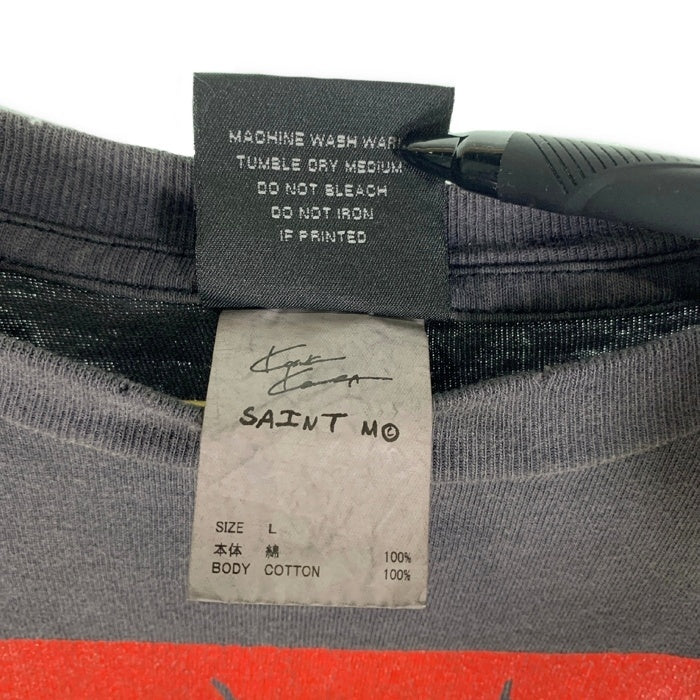 MACHINE WASH WAR
TUMBLE DRY MEDIUM
DO NOT BLEACH
DO NOT IRON
IF PRINTED
SAINT M©
SIZE L
本体 綿 100%
BODY COTTON 100%